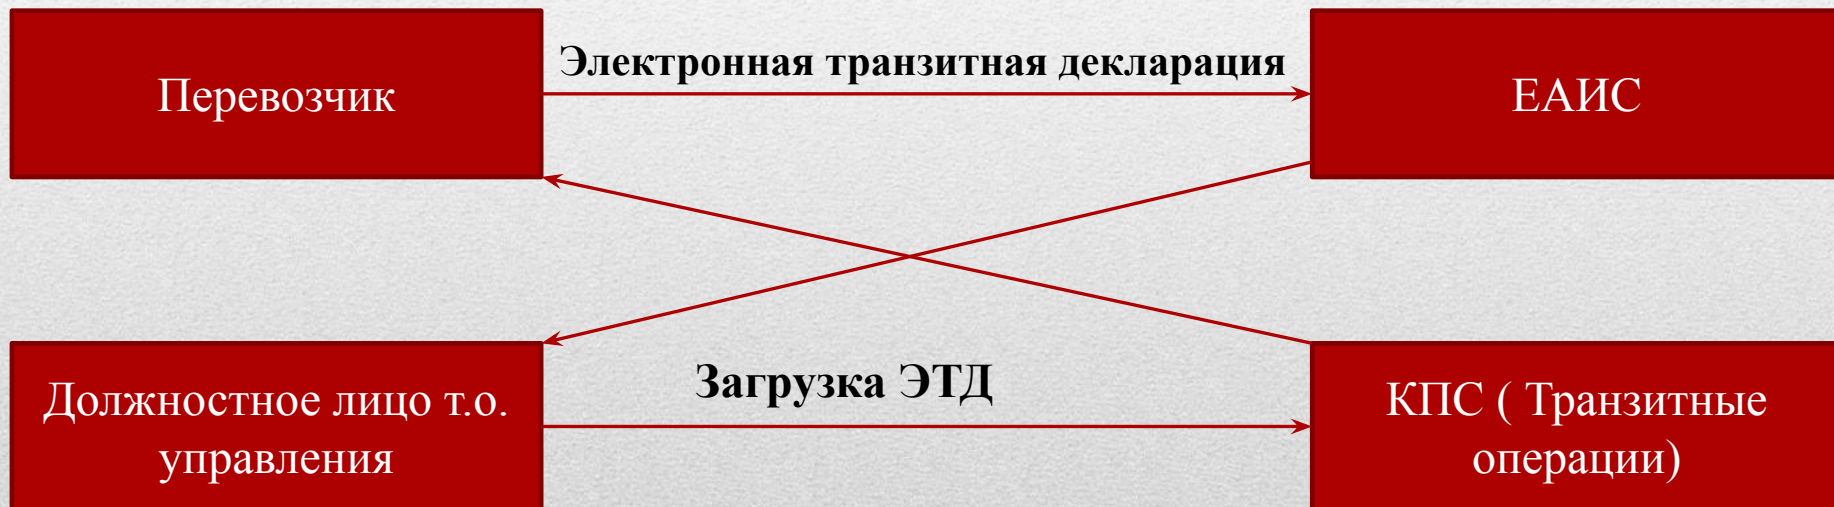 Электронная транзитная декларация
Перевозчик
ЕАИС
Загрузка ЭТД
Должностное лицо т.о.
управления
КПС ( Транзитные
операции)